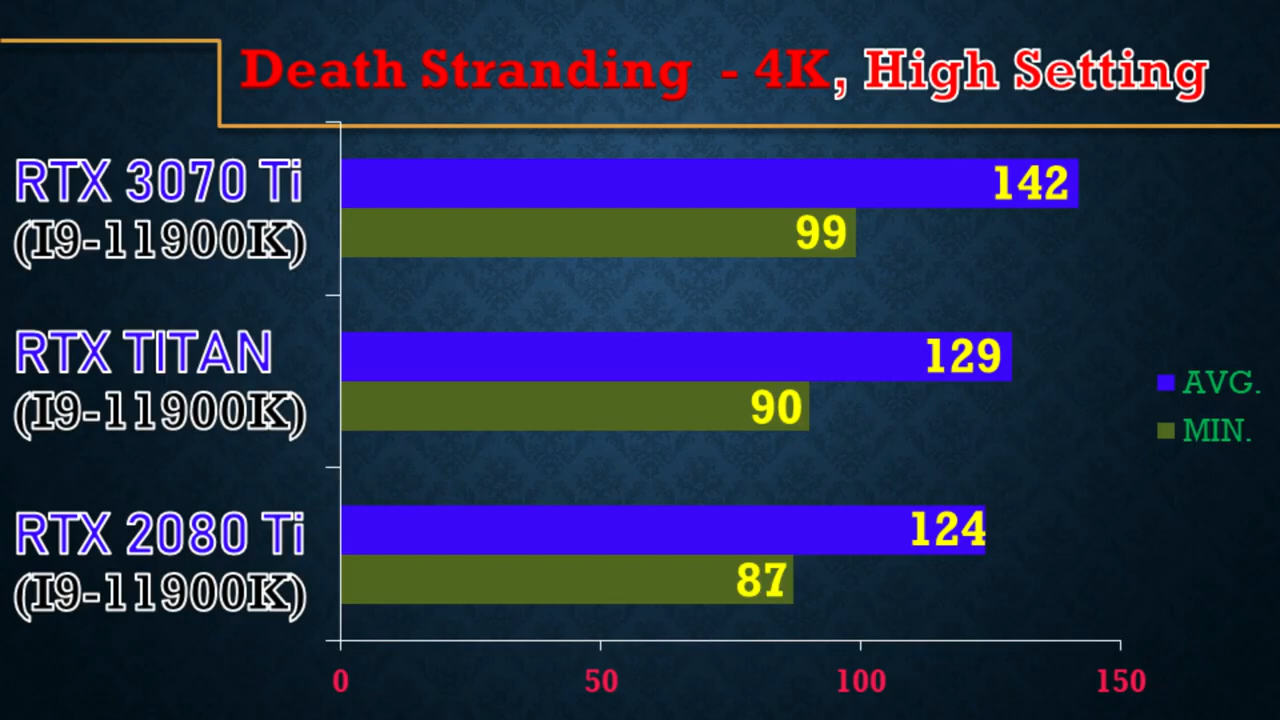 Death Stranding - 4K, High Setting
RTX 3070 Ti
(I9-11900K)
142
99
RTX TITAN
(I9-11900K)
129
90
AVG.
MIN.
RTX 2080 Ti
(I9-11900K)
124
87
0 50 100 150